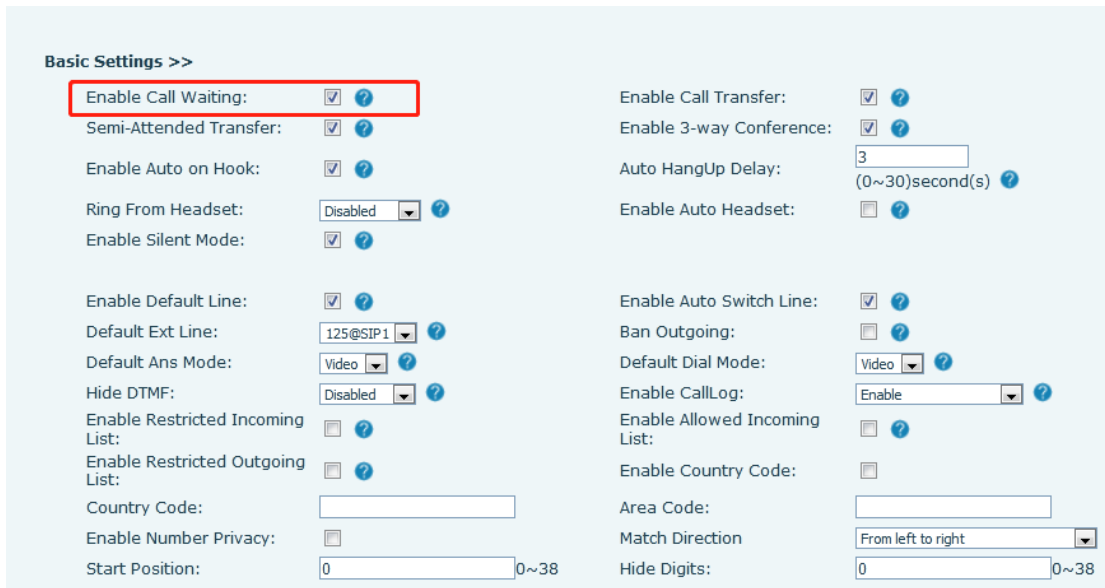 Basic Settings >>
Enable Call Waiting: ? Enable Call Transfer: ?
Semi-Attended Transfer: ? Enable 3-way Conference: ?
Enable Auto on Hook: ? Auto HangUp Delay: 3
(0~30)second(s) ?
Ring From Headset: Disabled ? Enable Auto Headset: ?
Enable Silent Mode: ?
Enable Default Line: ? Enable Auto Switch Line: ?
Default Ext Line: 125@SIP1 ? Ban Outgoing: ?
Default Ans Mode: Video ? Default Dial Mode: Video ?
Hide DTMF: Disabled ? Enable CallLog: Enable ?
Enable Restricted Incoming
List: ? Enable Allowed Incoming
List: ?
Enable Restricted Outgoing
List: ? Enable Country Code:
Country Code: Area Code:
Enable Number Privacy: Match Direction From left to right
Start Position: 0 0~38 Hide Digits: 0 0~38